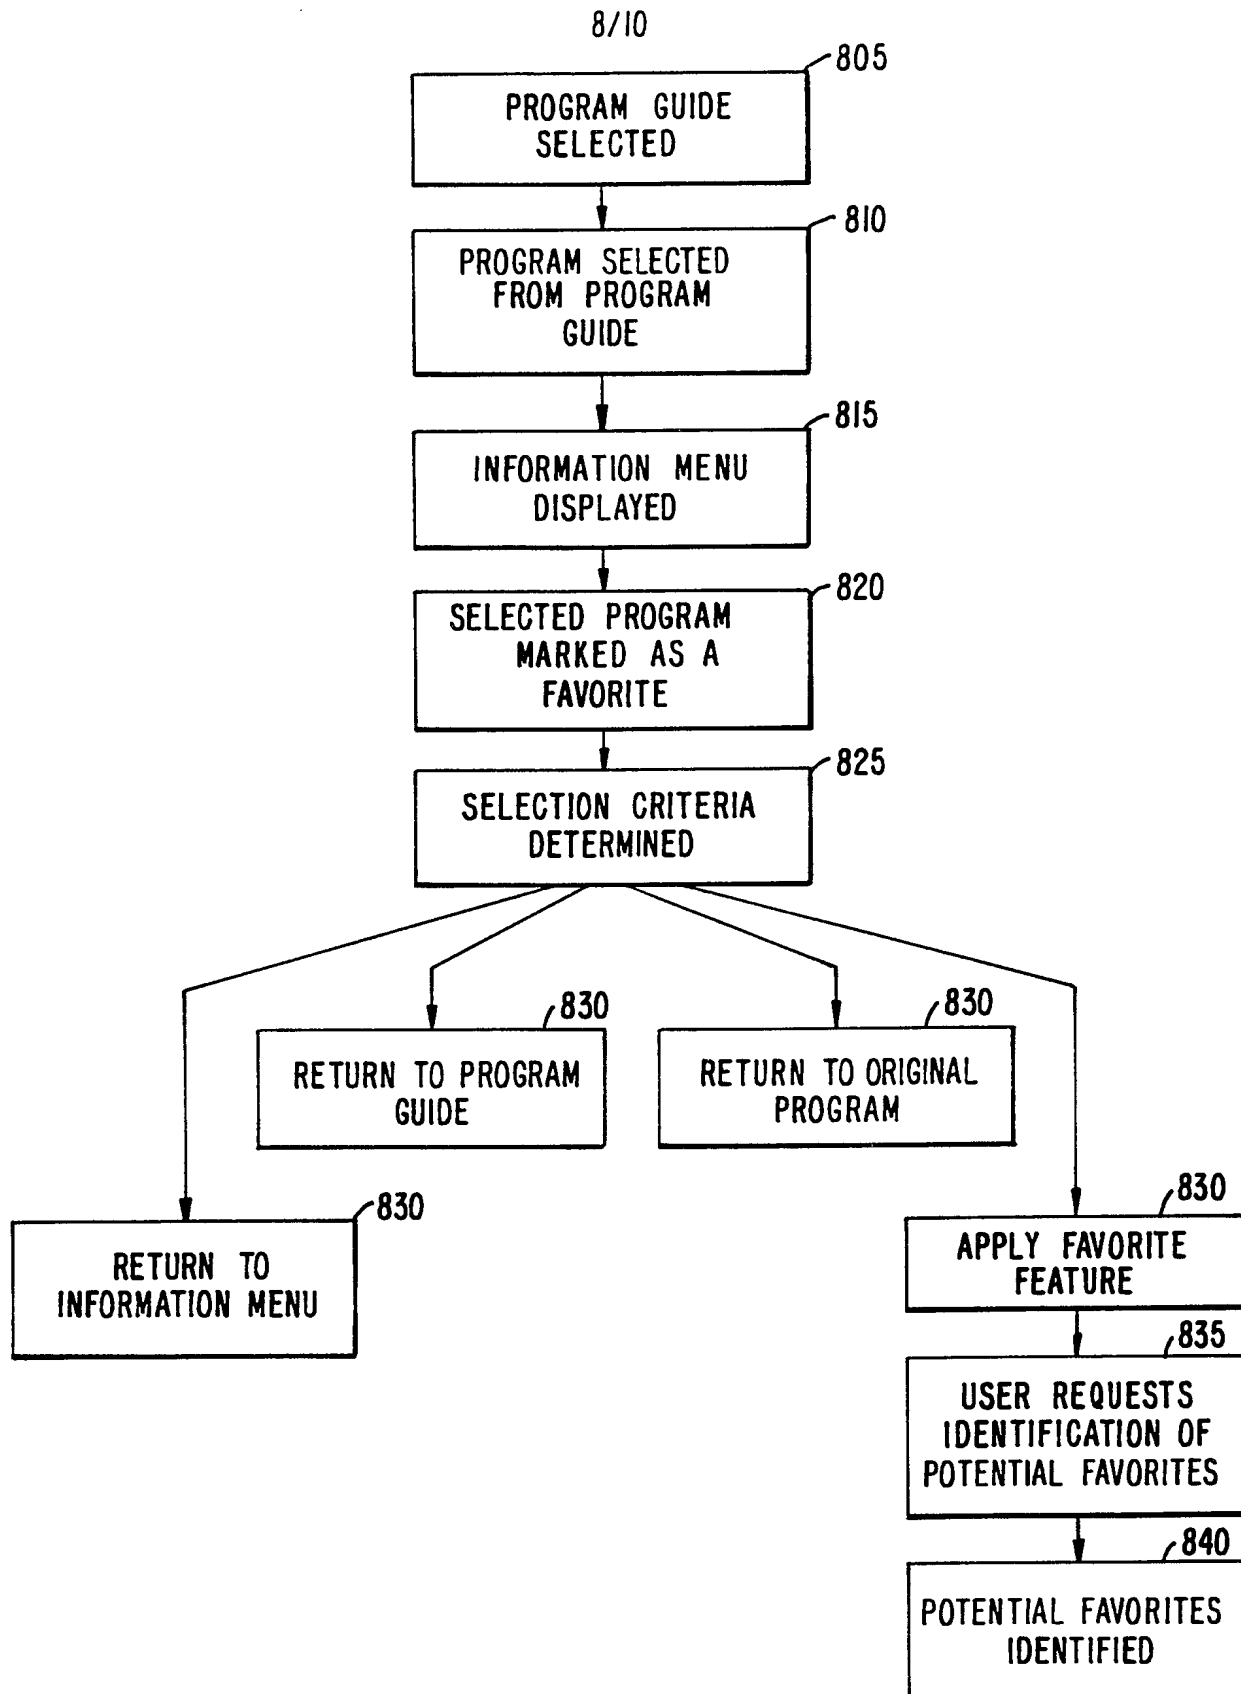 8/10
805
PROGRAM GUIDE
SELECTED
810
PROGRAM SELECTED
FROM PROGRAM
GUIDE
815
INFORMATION MENU
DISPLAYED
820
SELECTED PROGRAM
MARKED AS A
FAVORITE
825
SELECTION CRITERIA
DETERMINED
830
RETURN TO PROGRAM
GUIDE
830
RETURN TO ORIGINAL
PROGRAM
830
RETURN TO
INFORMATION MENU
830
APPLY FAVORITE
FEATURE
835
USER REQUESTS
IDENTIFICATION OF
POTENTIAL FAVORITES
840
POTENTIAL FAVORITES
IDENTIFIED